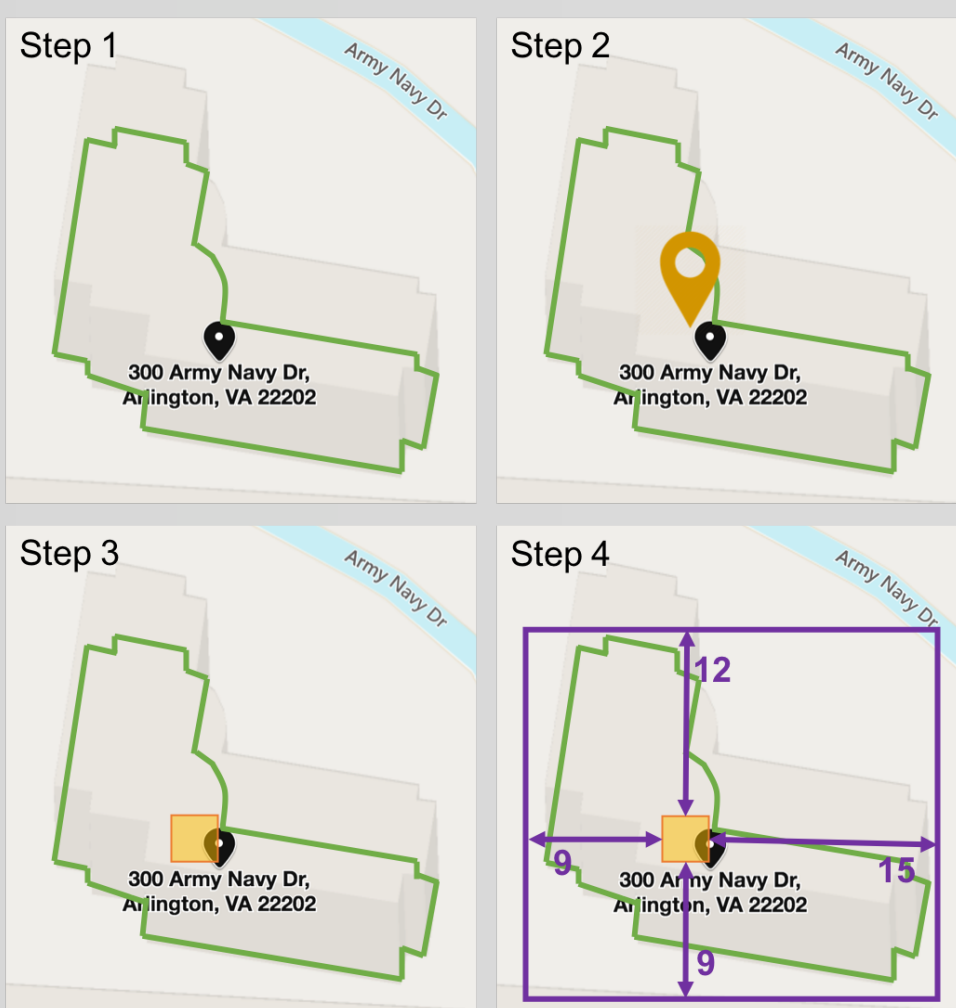 Step 1
Army Navy Dr
300 Army Navy Dr,
Arlington, VA 22202
Step 2
Army Navy Dr
300 Army Navy Dr,
Arlington, VA 22202
Step 3
Army Navy Dr
300 Army Navy Dr,
Arlington, VA 22202
Step 4
Army Navy Dr
12
9
15
300 Army Navy Dr,
Arlington, VA 22202
9